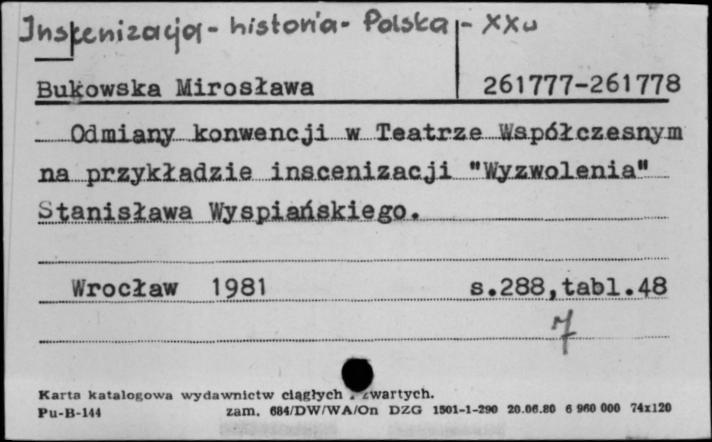 Inscenizacja - historia - Polska - XXw
Bukowska Mirosława 261777-261778
Odmiany konwencji w Teatrze Współczesnym
na przykładzie inscenizacji "Wyzwolenia"
Stanisława Wyspiańskiego.
Wrocław 1981 s.288,tabl.48
7
Karta katalogowa wydawnictw ciągłych zwartych.
Pu-B-144 zam. 684/DW/WA/On DZG 1501-1-290 20.06.80 6 960 000 74x120